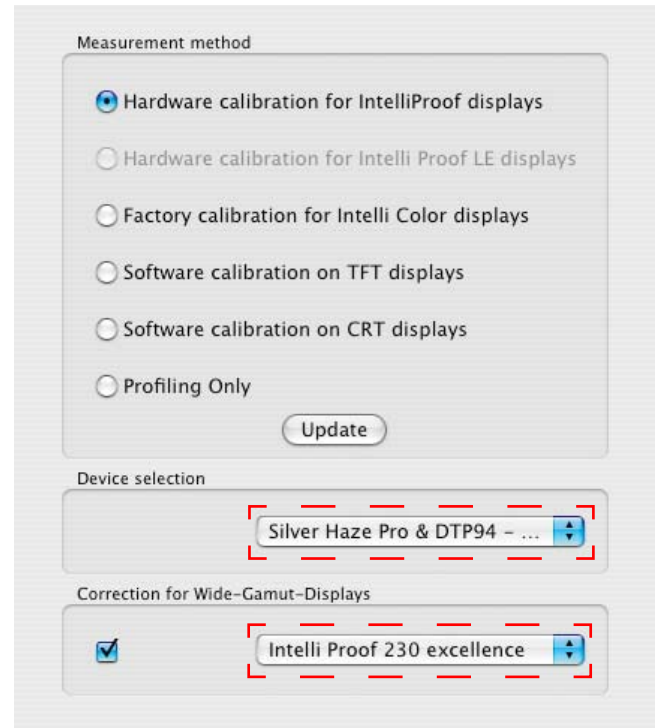 Measurement method
Hardware calibration for IntelliProof displays
Hardware calibration for Intelli Proof LE displays
Factory calibration for Intelli Color displays
Software calibration on TFT displays
Software calibration on CRT displays
Profiling Only
Update
Device selection
Silver Haze Pro & DTP94 – ...
Correction for Wide-Gamut-Displays
Intelli Proof 230 excellence